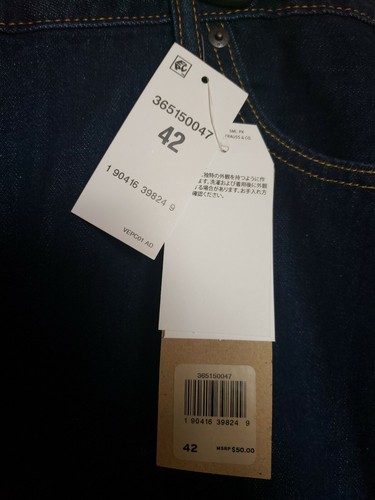 365150047
42
1 90416 39824 9
VEPC01 AD
STRAUSS & CO.
、独特の外観を持つように作
ます。洗濯および着用後に外観
る場合があります。お手入れ方
確認ください。
365150047
1 90416 39824 9
42 MSRP $50.00